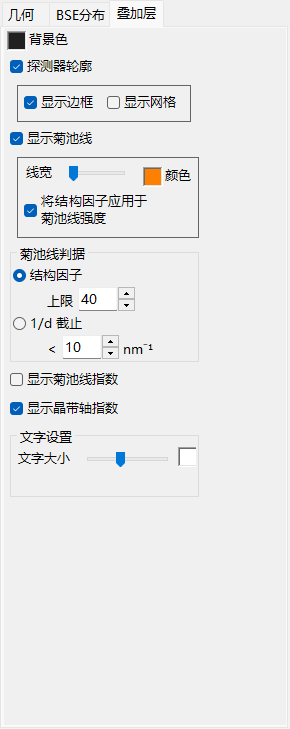 几何 BSE分布 叠加层
背景色
探测器轮廓
显示边框 显示网格
显示菊池线
线宽 颜色
将结构因子应用于
菊池线强度
菊池线判据
结构因子
上限 40
1/d 截止
< 10 nm⁻¹
显示菊池线指数
显示晶带轴指数
文字设置
文字大小